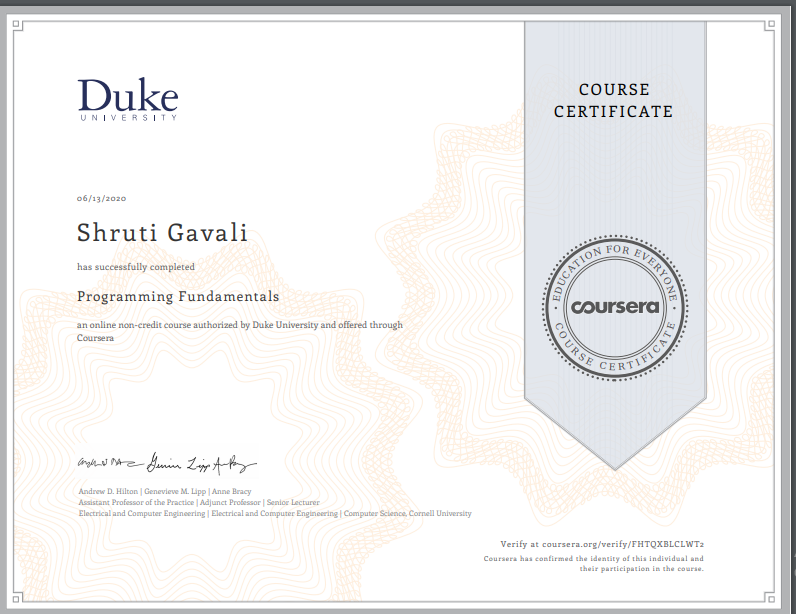 Duke
UNIVERSITY
COURSE
CERTIFICATE
06/13/2020
Shruti Gavali
has successfully completed
Programming Fundamentals
an online non-credit course authorized by Duke University and offered through
Coursera
EDUCATION FOR EVERYONE
coursera
COURSE CERTIFICATE
Andrew D. Hilton | Genevieve M. Lipp | Anne Bracy
Assistant Professor of the Practice | Adjunct Professor | Senior Lecturer
Electrical and Computer Engineering | Electrical and Computer Engineering | Computer Science, Cornell University
Verify at coursera.org/verify/FHTQXBLCLWT2
Coursera has confirmed the identity of this individual and
their participation in the course.